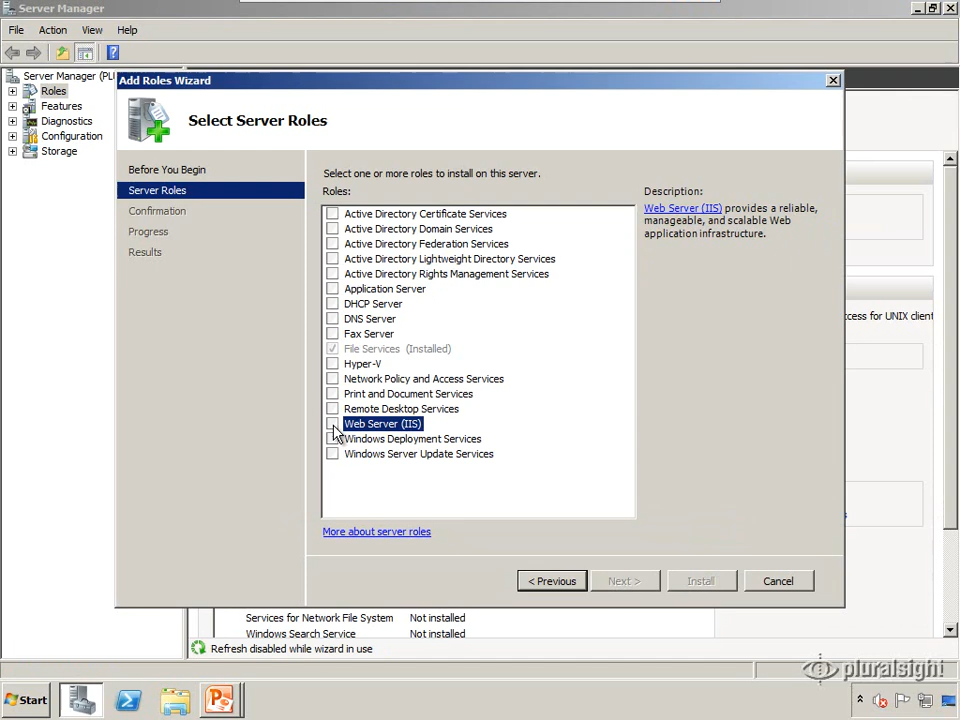 Server Manager
File Action View Help
Server Manager (PL
Roles
Features
Diagnostics
Configuration
Storage
Add Roles Wizard
Select Server Roles
Before You Begin
Server Roles
Confirmation
Progress
Results
Select one or more roles to install on this server.
Roles:
Active Directory Certificate Services
Active Directory Domain Services
Active Directory Federation Services
Active Directory Lightweight Directory Services
Active Directory Rights Management Services
Application Server
DHCP Server
DNS Server
Fax Server
File Services (Installed)
Hyper-V
Network Policy and Access Services
Print and Document Services
Remote Desktop Services
Web Server (IIS)
Windows Deployment Services
Windows Server Update Services
More about server roles
Description:
Web Server (IIS) provides a reliable,
manageable, and scalable Web
application infrastructure.
ccess for UNIX client
< Previous
Next >
Install
Cancel
Services for Network File System Not installed
Windows Search Service Not installed
Refresh disabled while wizard in use
pluralsight
Start